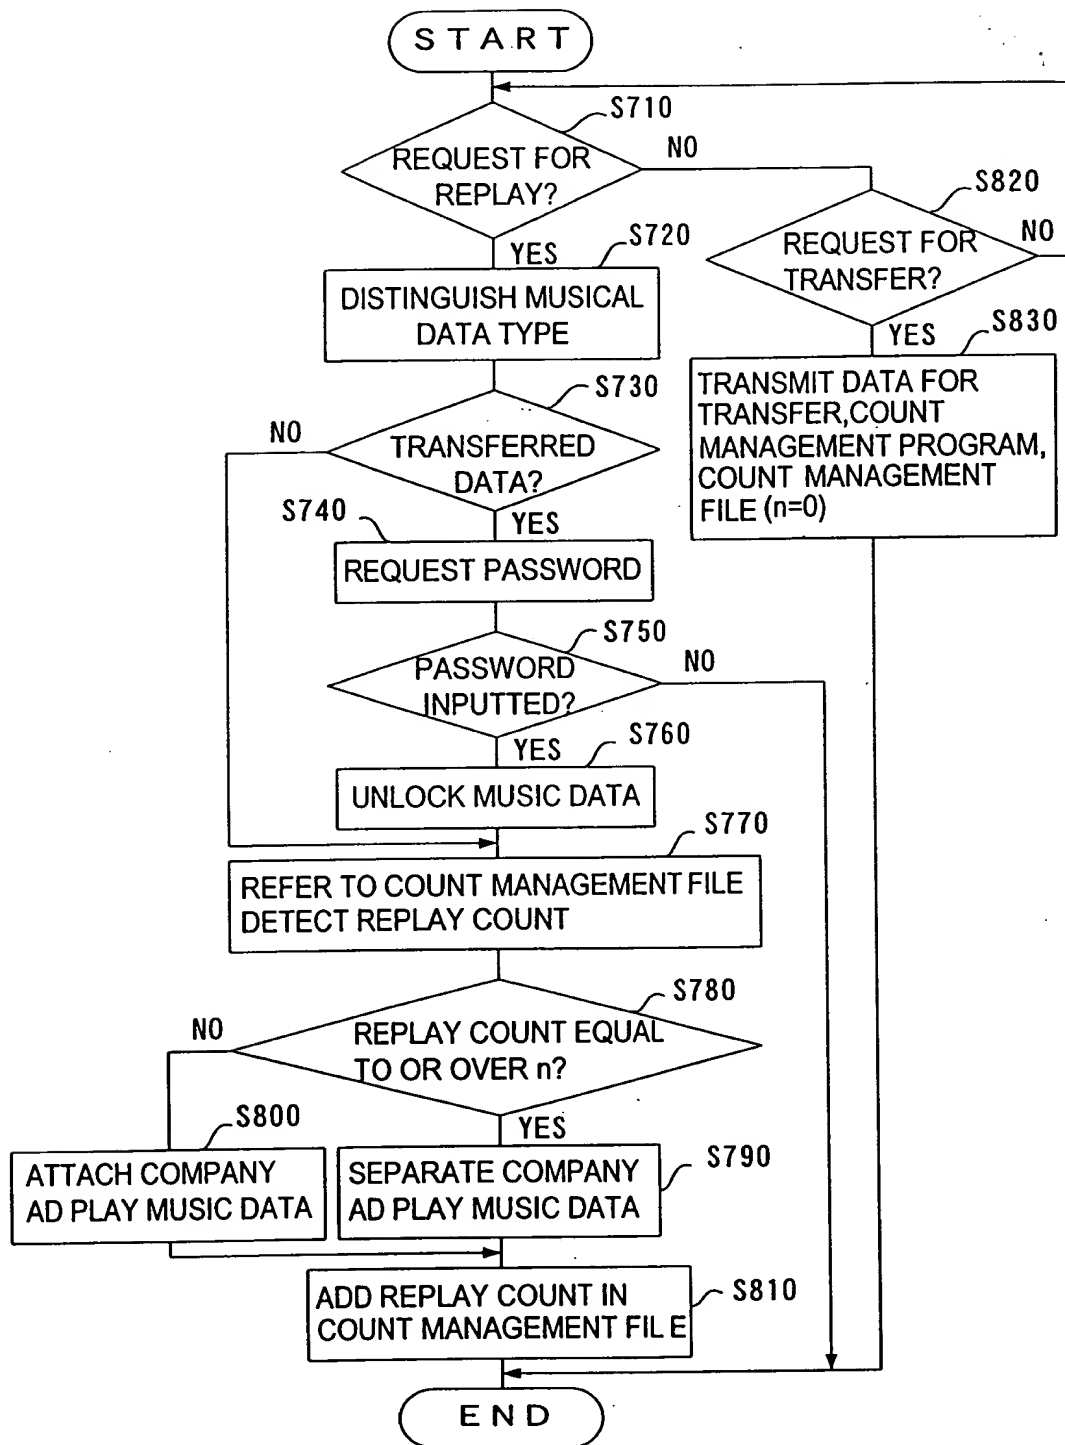 START
S710
REQUEST FOR
REPLAY?
NO
YES
S720
DISTINGUISH MUSICAL
DATA TYPE
S820
REQUEST FOR
TRANSFER?
NO
YES
S830
TRANSMIT DATA FOR
TRANSFER,COUNT
MANAGEMENT PROGRAM,
COUNT MANAGEMENT
FILE (n=0)
S730
TRANSFERRED
DATA?
NO
YES
S740
REQUEST PASSWORD
S750
PASSWORD
INPUTTED?
NO
YES
S760
UNLOCK MUSIC DATA
S770
REFER TO COUNT MANAGEMENT FILE
DETECT REPLAY COUNT
S780
REPLAY COUNT EQUAL
TO OR OVER n?
NO
YES
S800
ATTACH COMPANY
AD PLAY MUSIC DATA
S790
SEPARATE COMPANY
AD PLAY MUSIC DATA
S810
ADD REPLAY COUNT IN
COUNT MANAGEMENT FILE
END